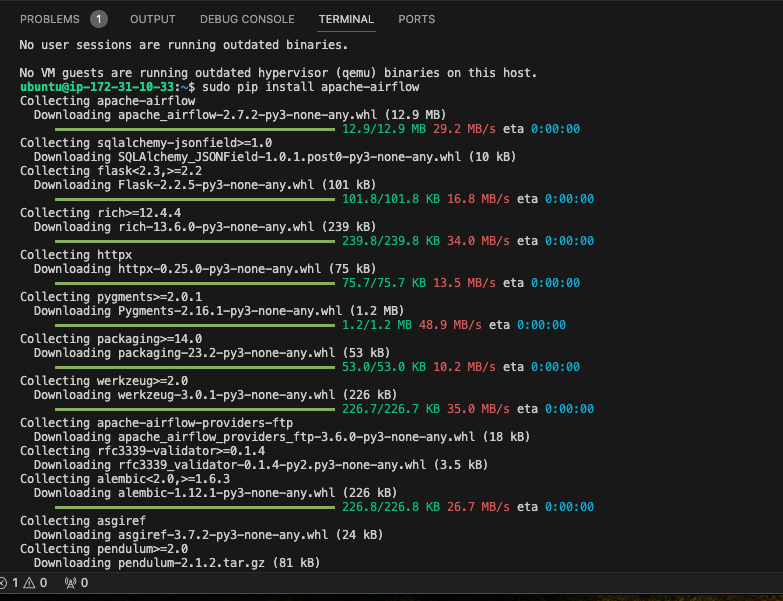 PROBLEMS 1 OUTPUT DEBUG CONSOLE TERMINAL PORTS
No user sessions are running outdated binaries.
No VM guests are running outdated hypervisor (qemu) binaries on this host.
ubuntu@ip-172-31-10-33:~$ sudo pip install apache-airflow
Collecting apache-airflow
Downloading apache_airflow-2.7.2-py3-none-any.whl (12.9 MB)
12.9/12.9 MB 29.2 MB/s eta 0:00:00
Collecting sqlalchemy-jsonfield>=1.0
Downloading SQLAlchemy_JSONField-1.0.1.post0-py3-none-any.whl (10 kB)
Collecting flask<2.3,>=2.2
Downloading Flask-2.2.5-py3-none-any.whl (101 kB)
101.8/101.8 KB 16.8 MB/s eta 0:00:00
Collecting rich>=12.4.4
Downloading rich-13.6.0-py3-none-any.whl (239 kB)
239.8/239.8 KB 34.0 MB/s eta 0:00:00
Collecting httpx
Downloading httpx-0.25.0-py3-none-any.whl (75 kB)
75.7/75.7 KB 13.5 MB/s eta 0:00:00
Collecting pygments>=2.0.1
Downloading Pygments-2.16.1-py3-none-any.whl (1.2 MB)
1.2/1.2 MB 48.9 MB/s eta 0:00:00
Collecting packaging>=14.0
Downloading packaging-23.2-py3-none-any.whl (53 kB)
53.0/53.0 KB 10.2 MB/s eta 0:00:00
Collecting werkzeug>=2.0
Downloading werkzeug-3.0.1-py3-none-any.whl (226 kB)
226.7/226.7 KB 35.0 MB/s eta 0:00:00
Collecting apache-airflow-providers-ftp
Downloading apache_airflow_providers_ftp-3.6.0-py3-none-any.whl (18 kB)
Collecting rfc3339-validator>=0.1.4
Downloading rfc3339_validator-0.1.4-py2.py3-none-any.whl (3.5 kB)
Collecting alembic<2.0,>=1.6.3
Downloading alembic-1.12.1-py3-none-any.whl (226 kB)
226.8/226.8 KB 26.7 MB/s eta 0:00:00
Collecting asgiref
Downloading asgiref-3.7.2-py3-none-any.whl (24 kB)
Collecting pendulum>=2.0
Downloading pendulum-2.1.2.tar.gz (81 kB)
1 0 0